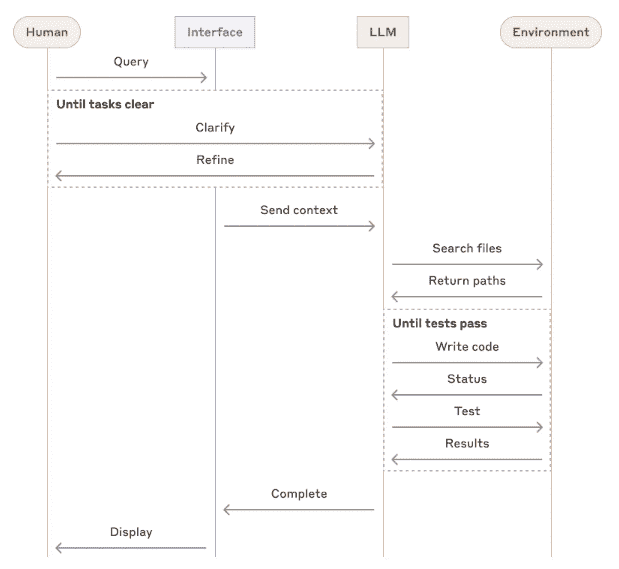 Human
Interface
LLM
Environment
Query
Until tasks clear
Clarify
Refine
Send context
Search files
Return paths
Until tests pass
Write code
Status
Test
Results
Complete
Display